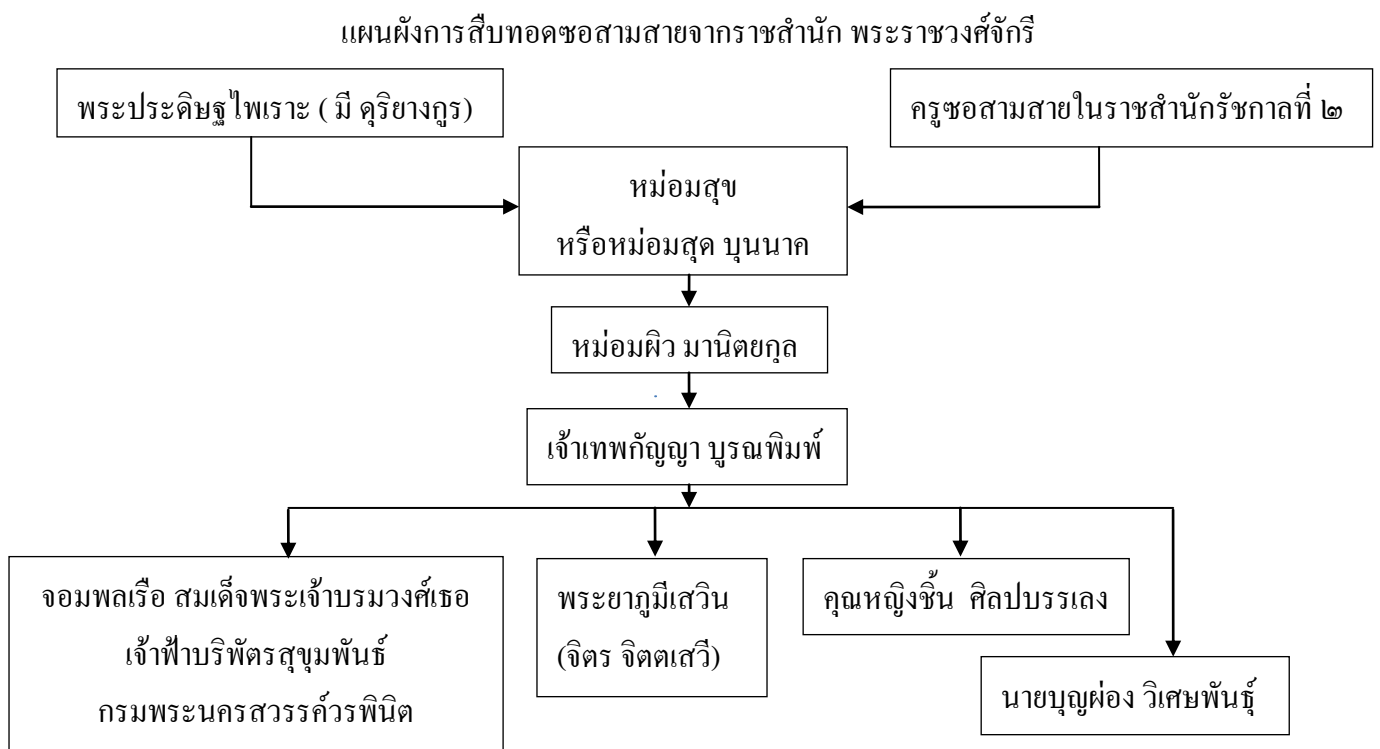 แผนผังการสืบทอดซอสามสายจากราชสำนัก พระราชวงศ์จักรี
พระประดิษฐไพเราะ ( มี ดุริยางกูร)
ครูซอสามสายในราชสำนักรัชกาลที่ ๒
หม่อมสุข
หรือหม่อมสุด บุนนาค
หม่อมผิว มานิตยกุล
เจ้าเทพกัญญา บูรณพิมพ์
จอมพลเรือ สมเด็จพระเจ้าบรมวงศ์เธอ
เจ้าฟ้าบริพัตรสุขุมพันธ์
กรมพระนครสวรรค์วรพินิต
พระยาภูมีเสวิน
(จิตร จิตตเสวี)
คุณหญิงชิ้น ศิลปบรรเลง
นายบุญผ่อง วิเศษพันธุ์